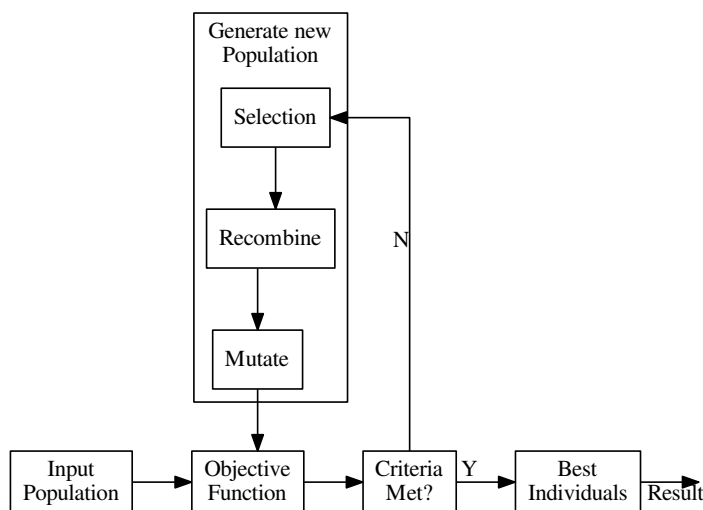 Generate new
Population
Selection
Recombine
N
Mutate
Input
Population
Objective
Function
Criteria
Met?
Y
Best
Individuals
Result